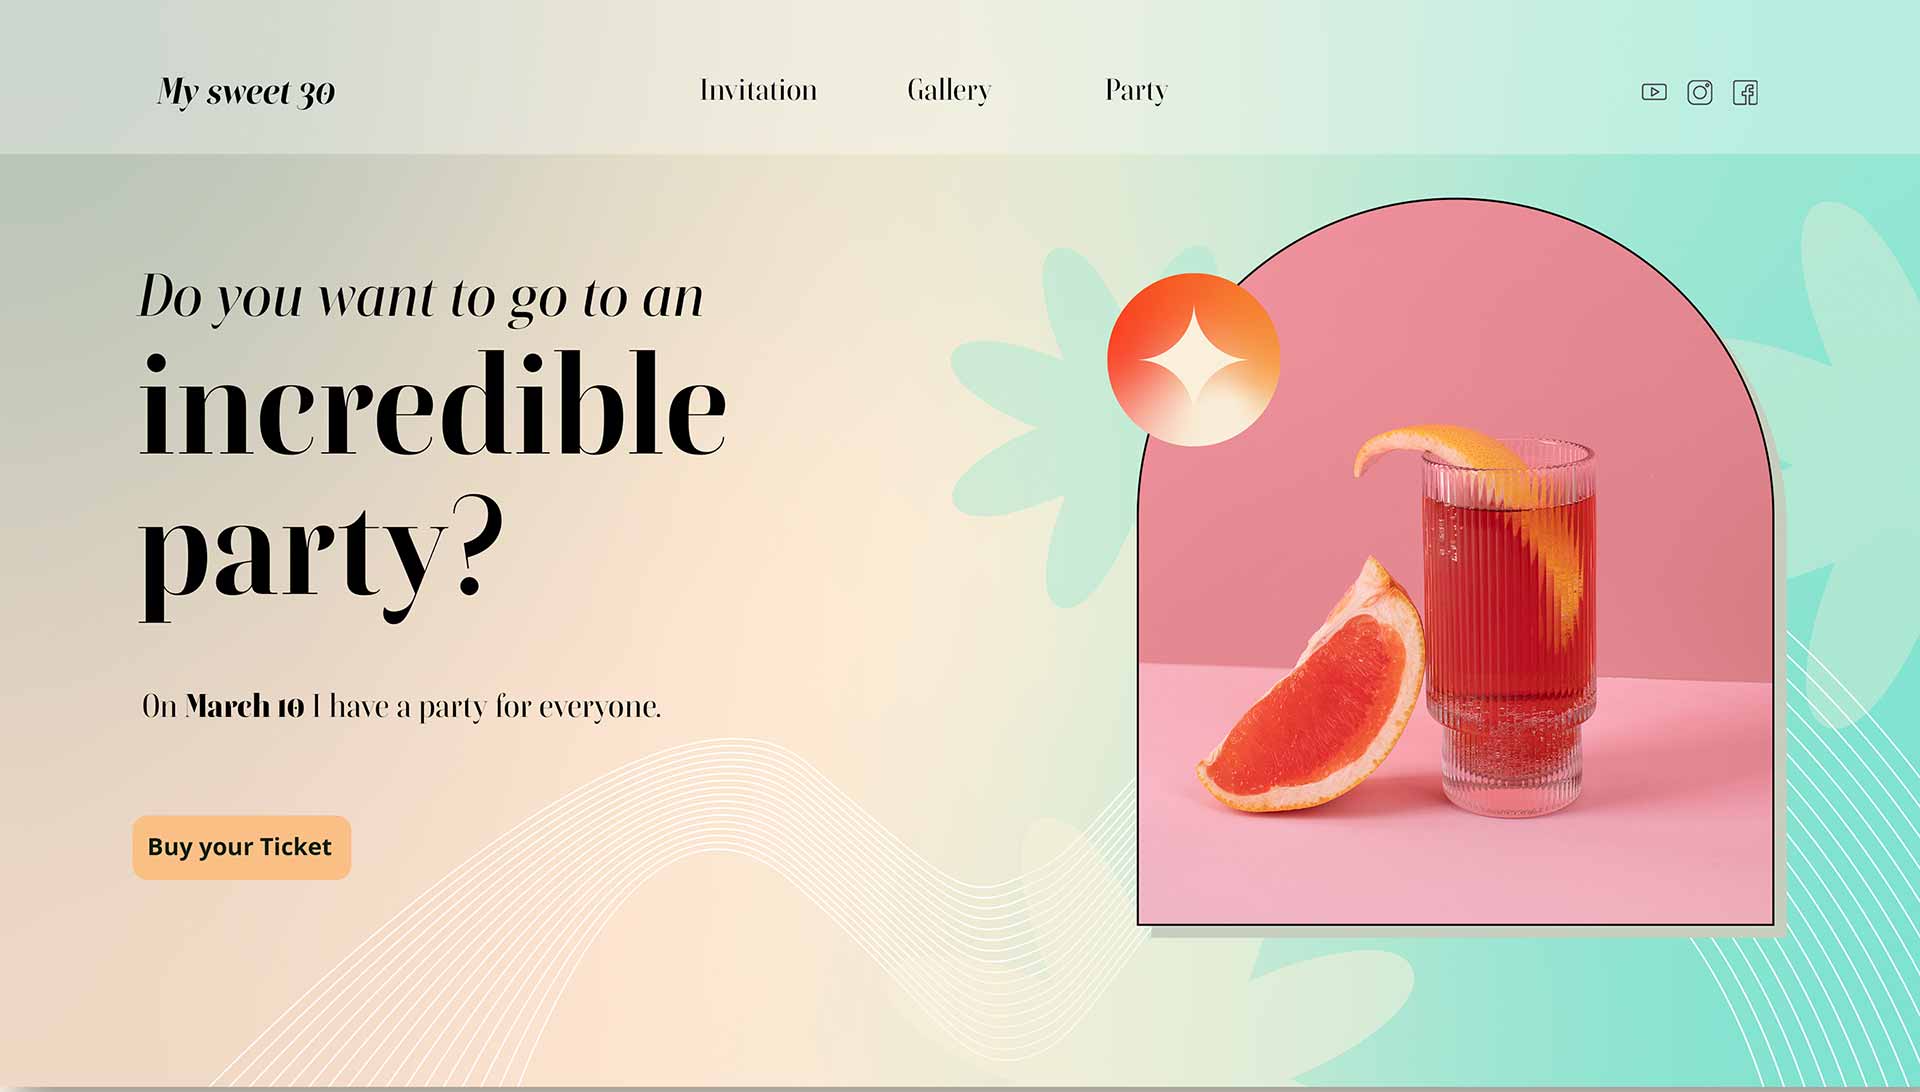 My sweet 30
Invitation
Gallery
Party
Do you want to go to an
incredible
party?
On March 10 I have a party for everyone.
Buy your Ticket